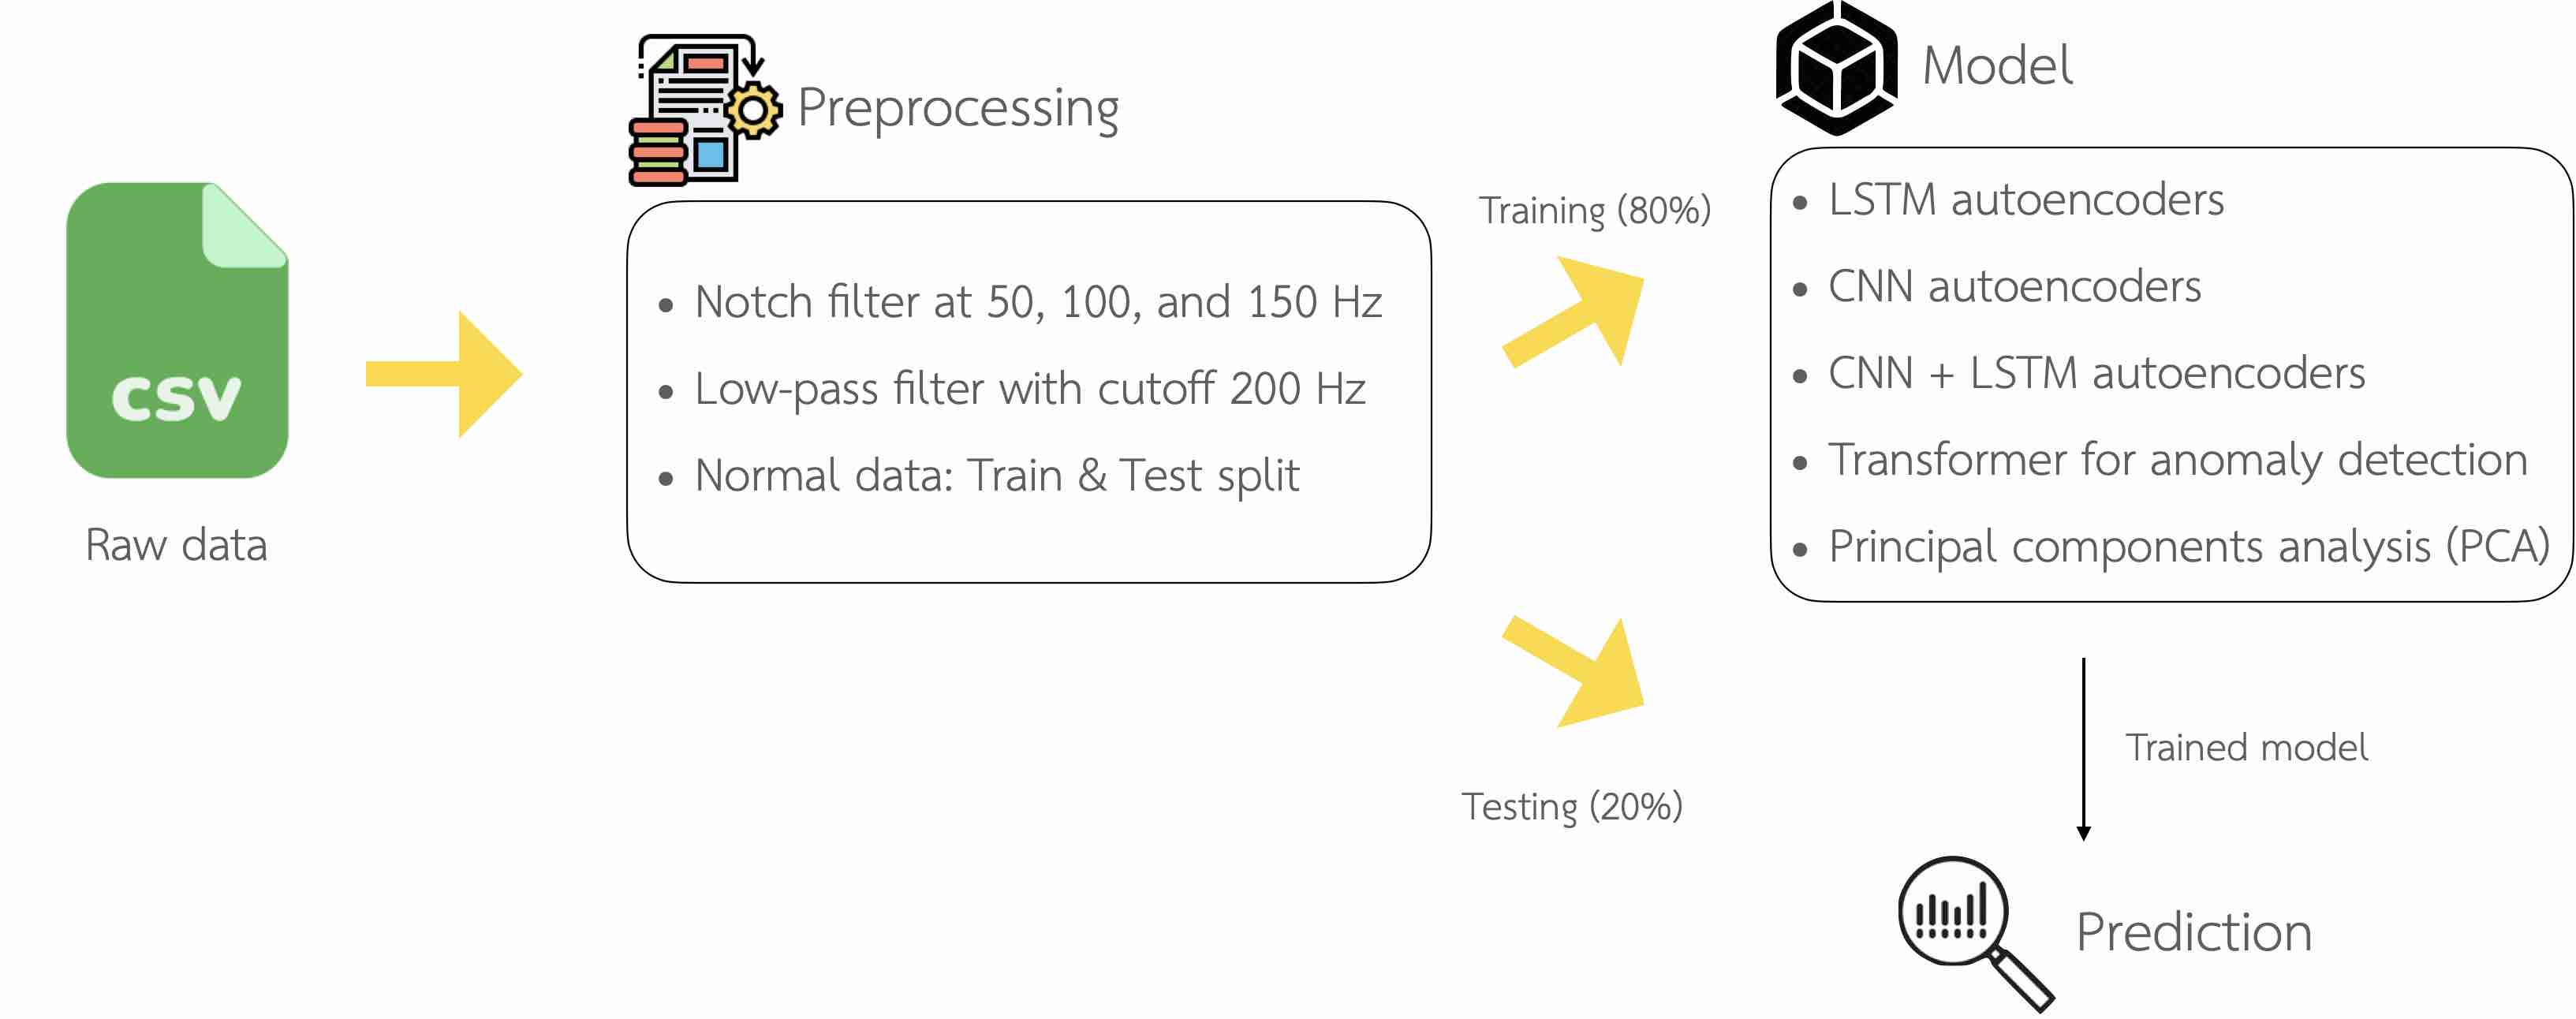 csv
Raw data
Preprocessing
• Notch filter at 50, 100, and 150 Hz
• Low-pass filter with cutoff 200 Hz
• Normal data: Train & Test split
Training (80%)
Testing (20%)
Model
• LSTM autoencoders
• CNN autoencoders
• CNN + LSTM autoencoders
• Transformer for anomaly detection
• Principal components analysis (PCA)
Trained model
Prediction